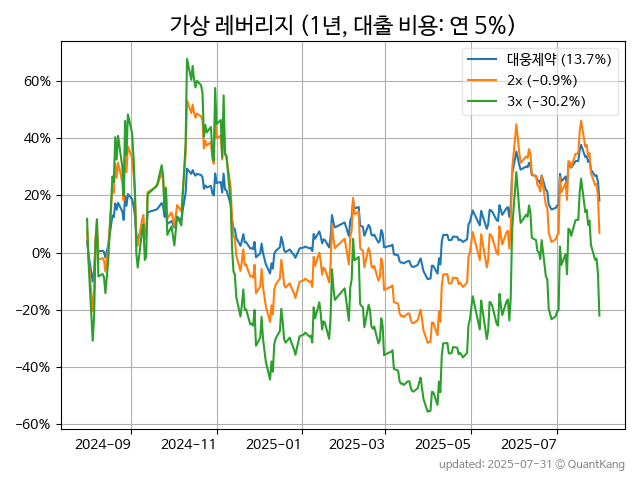 가상 레버리지 (1년, 대출 비용: 연 5%)
대웅제약 (13.7%)
2x (−0.9%)
3x (−30.2%)
60%
40%
20%
0%
−20%
−40%
−60%
2024-09
2024-11
2025-01
2025-03
2025-05
2025-07
updated: 2025-07-31 © QuantKang